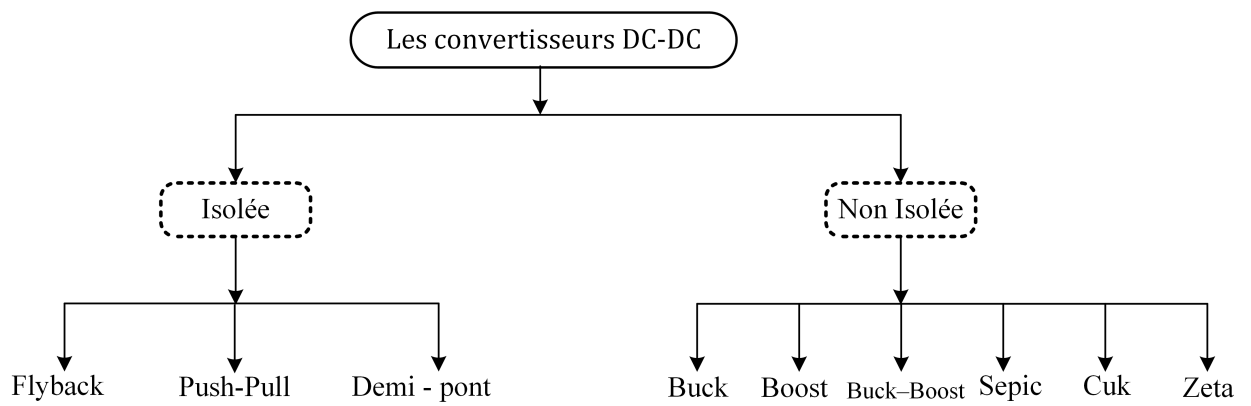 Les convertisseurs DC-DC
Isolée
Non Isolée
Flyback
Push-Pull
Demi - pont
Buck
Boost
Buck–Boost
Sepic
Cuk
Zeta